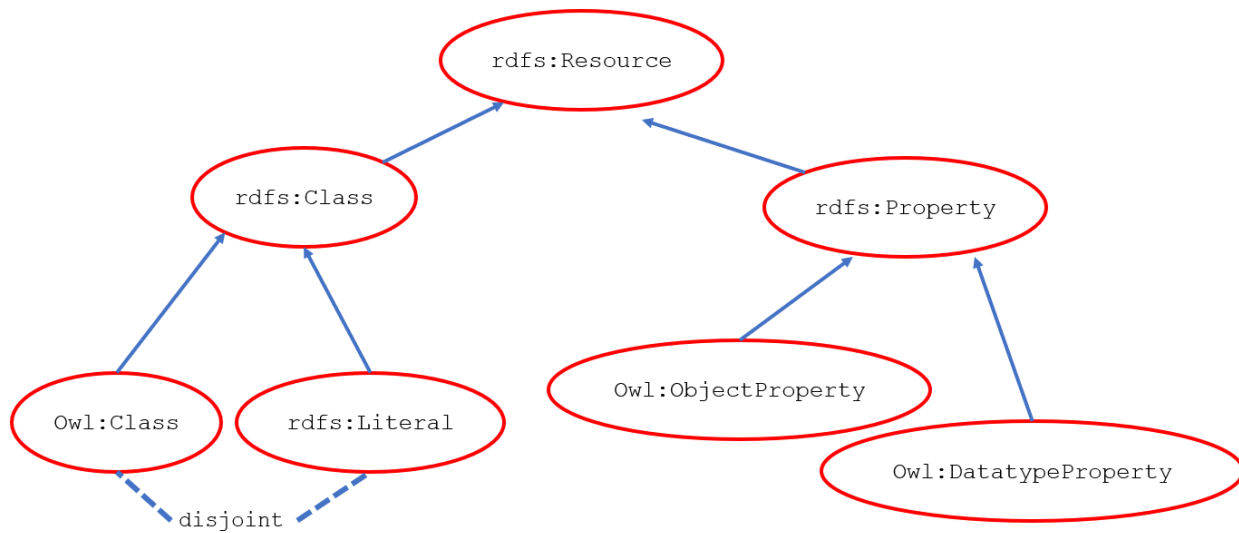 rdfs:Resource
rdfs:Class
rdfs:Property
Owl:Class
rdfs:Literal
Owl:ObjectProperty
Owl:DatatypeProperty
disjoint